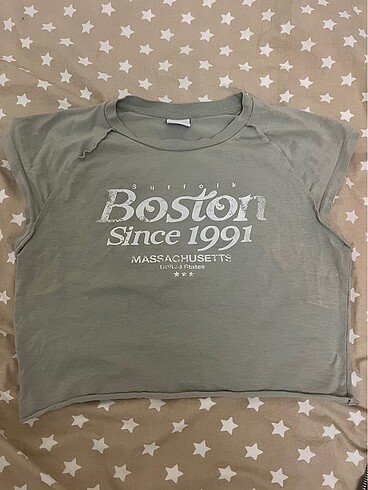 Suffolk
Boston
Since 1991
MASSACHUSETTS
United States